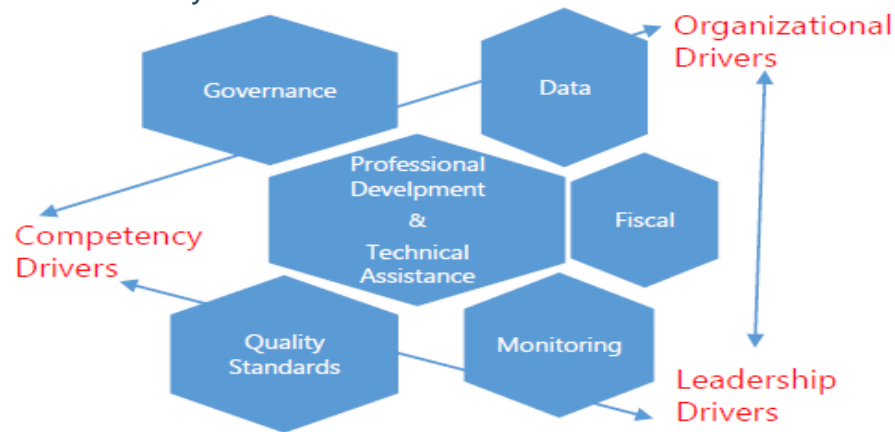 Organizational
Drivers
Governance
Data
Professional
Develpment
&
Technical
Assistance
Fiscal
Competency
Drivers
Quality
Standards
Monitoring
Leadership
Drivers